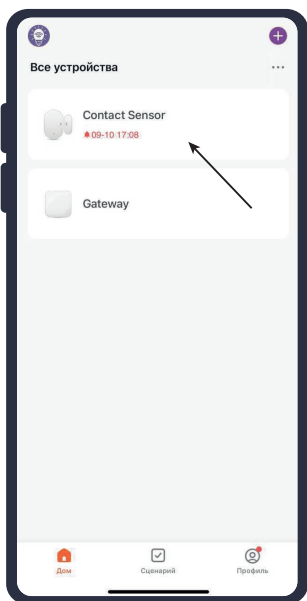 Все устройства
Contact Sensor
09-10 17:08
Gateway
Дом
Сценарий
Профиль